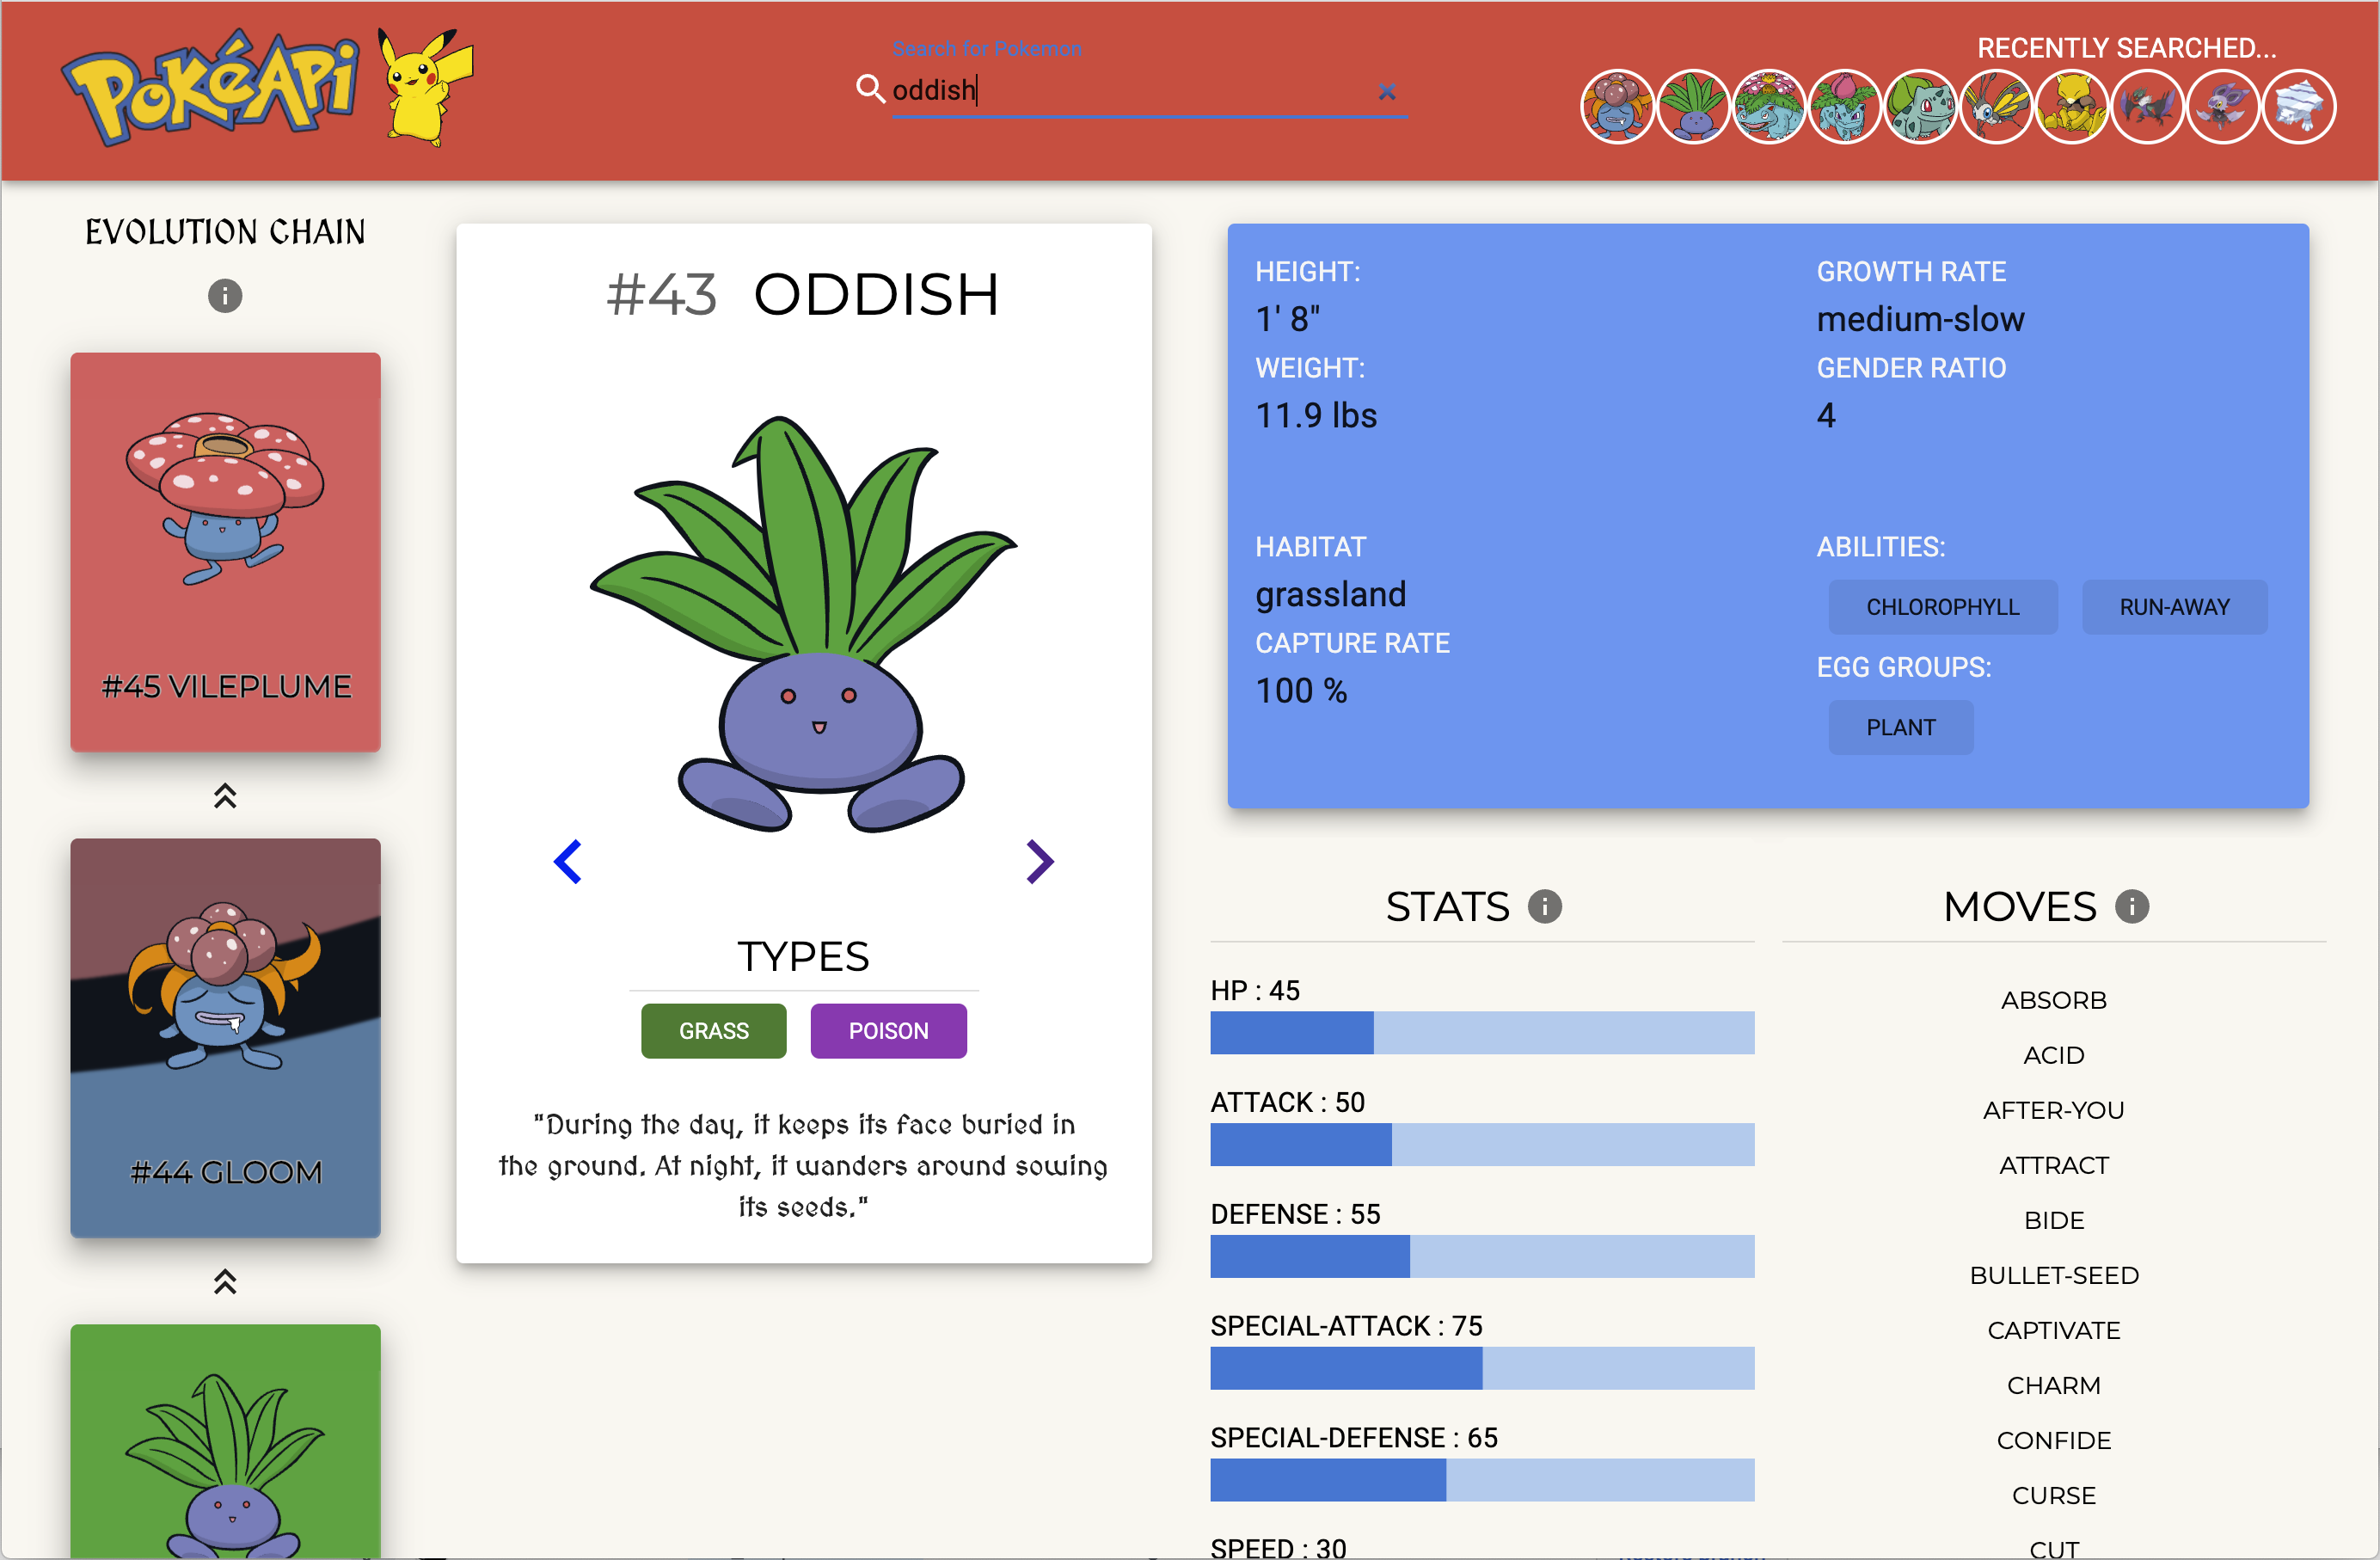 PokéAPI
Search for Pokemon
oddish
RECENTLY SEARCHED...
EVOLUTION CHAIN
#45 VILEPLUME
#44 GLOOM
#43 ODDISH
TYPES
GRASS POISON
"During the day, it keeps its face buried in
the ground. At night, it wanders around sowing
its seeds."
HEIGHT:
1' 8"
WEIGHT:
11.9 lbs
GROWTH RATE
medium-slow
GENDER RATIO
4
HABITAT
grassland
CAPTURE RATE
100 %
ABILITIES:
CHLOROPHYLL RUN-AWAY
EGG GROUPS:
PLANT
STATS
HP : 45
ATTACK : 50
DEFENSE : 55
SPECIAL-ATTACK : 75
SPECIAL-DEFENSE : 65
SPEED : 30
MOVES
ABSORB
ACID
AFTER-YOU
ATTRACT
BIDE
BULLET-SEED
CAPTIVATE
CHARM
CONFIDE
CURSE
CUT